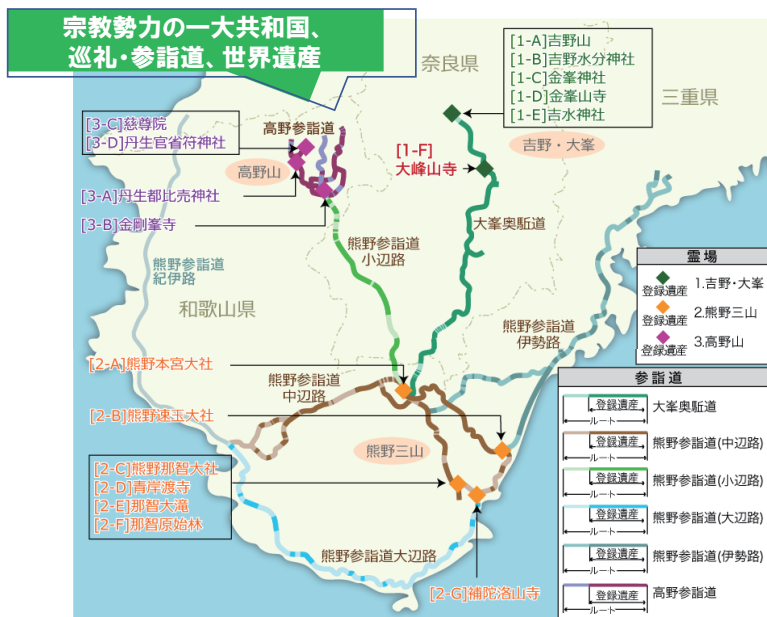 宗教勢力の一大共和国、
巡礼・参詣道、世界遺産
奈良県
三重県
和歌山県
[1-A]吉野山
[1-B]吉野水分神社
[1-C]金峯神社
[1-D]金峯山寺
[1-E]吉水神社
[3-C]慈尊院
[3-D]丹生官省符神社
高野参詣道
高野山
[1-F]
大峰山寺
吉野・大峯
[3-A]丹生都比売神社
[3-B]金剛峯寺
大峯奥駈道
熊野参詣道
小辺路
熊野参詣道
紀伊路
熊野参詣道
伊勢路
[2-A]熊野本宮大社
熊野参詣道
中辺路
[2-B]熊野速玉大社
熊野三山
[2-C]熊野那智大社
[2-D]青岸渡寺
[2-E]那智大滝
[2-F]那智原始林
熊野参詣道大辺路
[2-G]補陀洛山寺
霊場
登録遺産 1.吉野・大峯
登録遺産 2.熊野三山
登録遺産 3.高野山
参詣道
登録遺産 大峯奥駈道
ルート
登録遺産 熊野参詣道(中辺路)
ルート
登録遺産 熊野参詣道(小辺路)
ルート
登録遺産 熊野参詣道(大辺路)
ルート
登録遺産 熊野参詣道(伊勢路)
ルート
登録遺産 高野参詣道
ルート